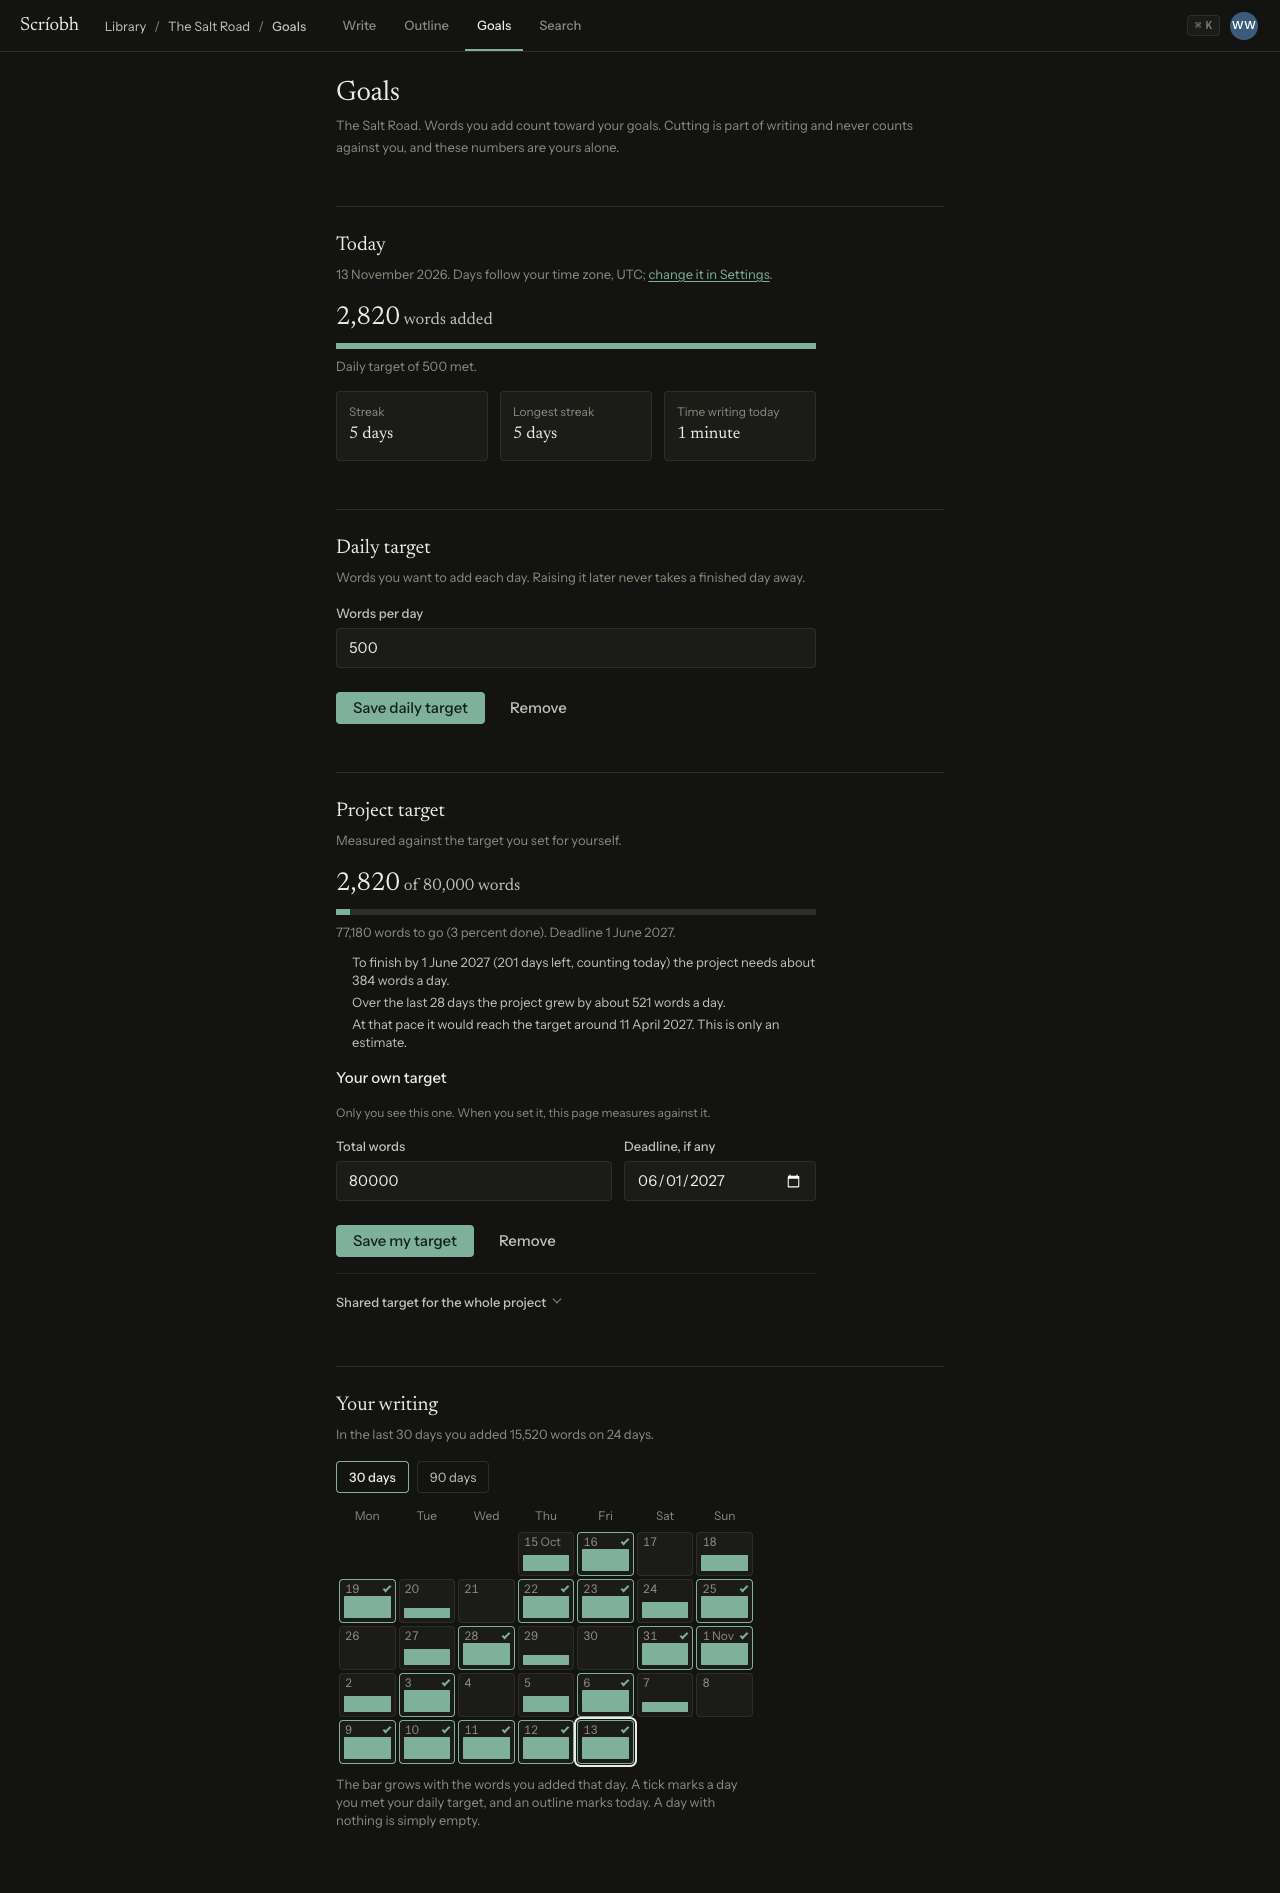 Scríobh
Library / The Salt Road / Goals
Write
Outline
Goals
Search
⌘ K
WW
Goals
The Salt Road. Words you add count toward your goals. Cutting is part of writing and never counts
against you, and these numbers are yours alone.
Today
13 November 2026. Days follow your time zone, UTC; change it in Settings.
2,820 words added
Daily target of 500 met.
Streak
5 days
Longest streak
5 days
Time writing today
1 minute
Daily target
Words you want to add each day. Raising it later never takes a finished day away.
Words per day
500
Save daily target
Remove
Project target
Measured against the target you set for yourself.
2,820 of 80,000 words
77,180 words to go (3 percent done). Deadline 1 June 2027.
To finish by 1 June 2027 (201 days left, counting today) the project needs about
384 words a day.
Over the last 28 days the project grew by about 521 words a day.
At that pace it would reach the target around 11 April 2027. This is only an
estimate.
Your own target
Only you see this one. When you set it, this page measures against it.
Total words
Deadline, if any
80000
06/01/2027
Save my target
Remove
Shared target for the whole project
Your writing
In the last 30 days you added 15,520 words on 24 days.
30 days
90 days
Mon Tue Wed Thu Fri Sat Sun
15 Oct 16 17 18
19 20 21 22 23 24 25
26 27 28 29 30 31 1 Nov
2 3 4 5 6 7 8
9 10 11 12 13
The bar grows with the words you added that day. A tick marks a day
you met your daily target, and an outline marks today. A day with
nothing is simply empty.